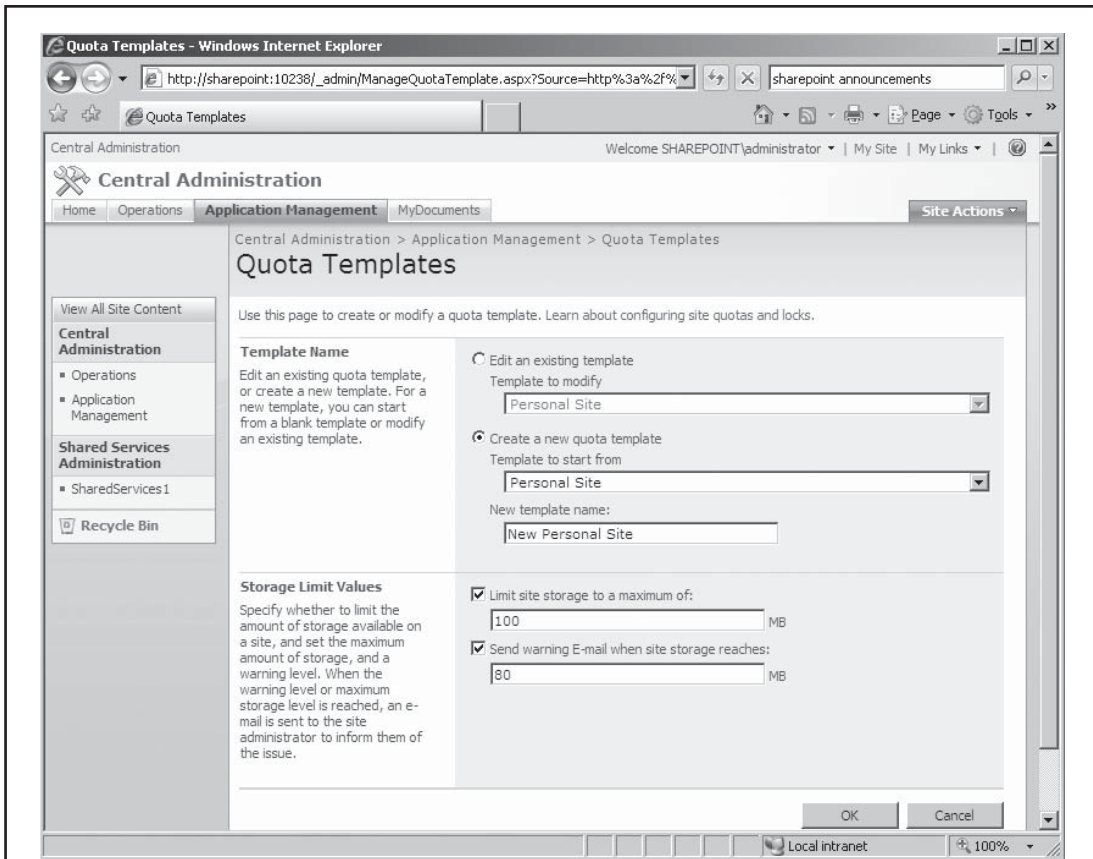 Quota Templates - Windows Internet Explorer
http://sharepoint:10238/_admin/ManageQuotaTemplate.aspx?Source=http%3a%2f%
sharepoint announcements
Quota Templates
Page
Tools
»
Central Administration
Welcome SHAREPOINT\administrator | My Site | My Links |
Central Administration
Home Operations Application Management MyDocuments
Site Actions
Central Administration > Application Management > Quota Templates
Quota Templates
View All Site Content
Central
Administration
Operations
Application
Management
Shared Services
Administration
SharedServices1
Recycle Bin
Use this page to create or modify a quota template. Learn about configuring site quotas and locks.
Template Name
Edit an existing quota template,
or create a new template. For a
new template, you can start
from a blank template or modify
an existing template.
Edit an existing template
Template to modify
Personal Site
Create a new quota template
Template to start from
Personal Site
New template name:
New Personal Site
Storage Limit Values
Specify whether to limit the
amount of storage available on
a site, and set the maximum
amount of storage, and a
warning level. When the
warning level or maximum
storage level is reached, an e-
mail is sent to the site
administrator to inform them of
the issue.
Limit site storage to a maximum of:
100 MB
Send warning E-mail when site storage reaches:
80 MB
OK Cancel
Local intranet
100%